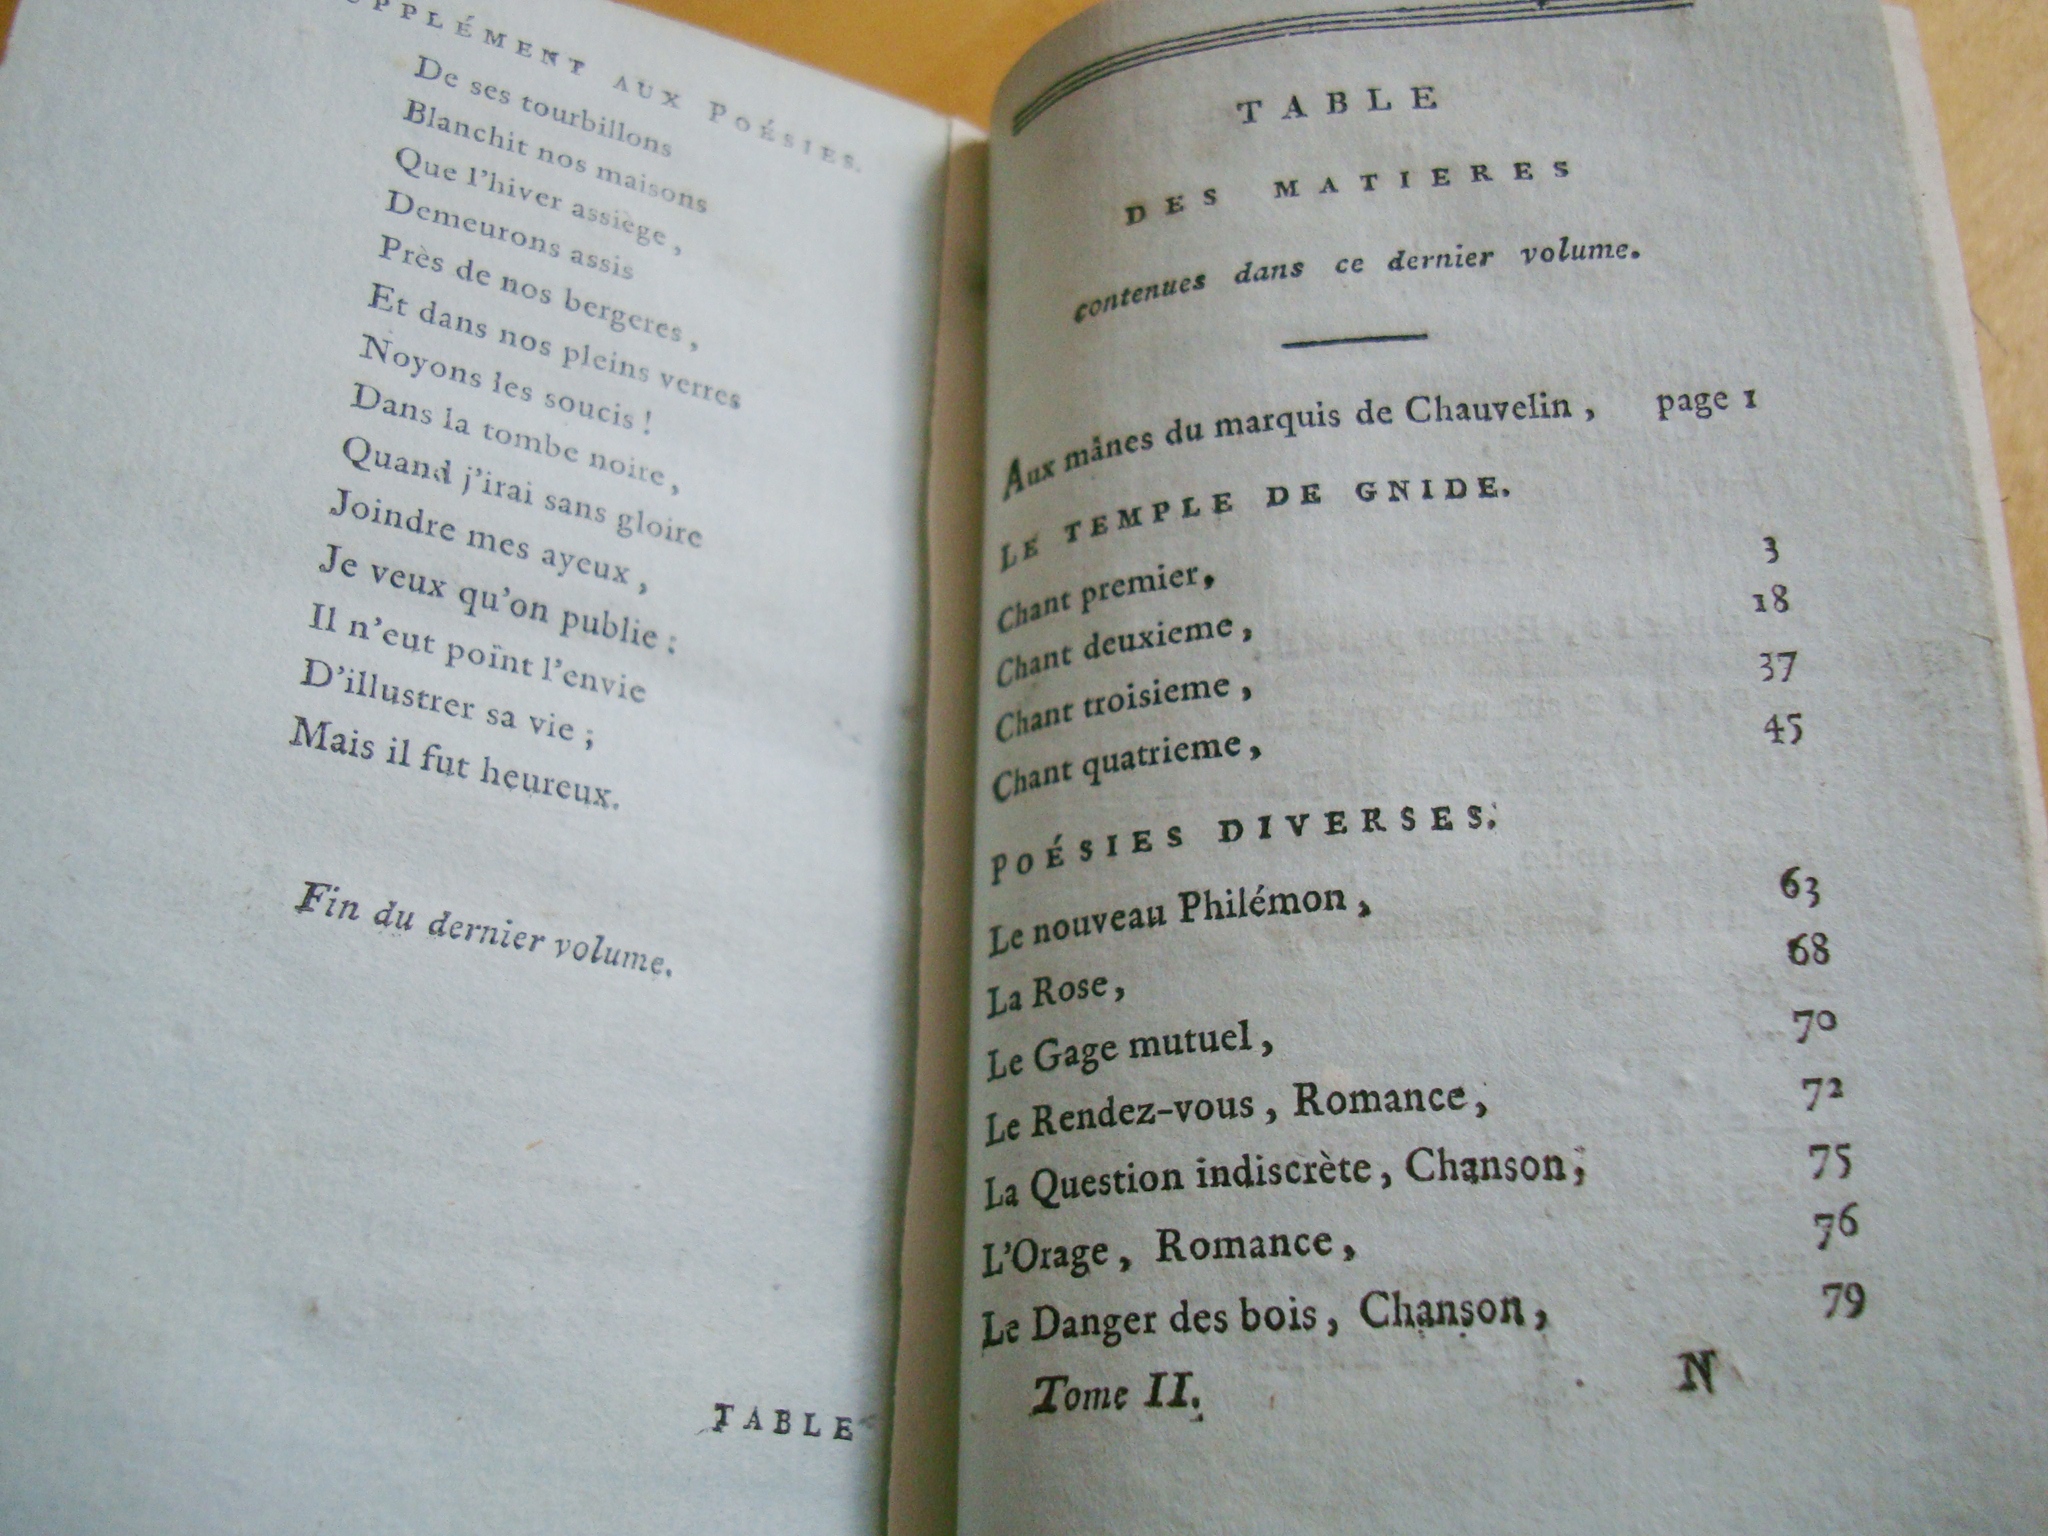 SUPPLÉMENT AUX POÉSIES.
De ses tourbillons
Blanchit nos maisons
Que l'hiver assiège,
Demeurons assis
Près de nos bergeres,
Et dans nos pleins verres
Noyons les soucis !
Dans la tombe noire,
Quand j'irai sans gloire
Joindre mes ayeux,
Je veux qu'on publie :
Il n'eut point l'envie
D'illustrer sa vie ;
Mais il fut heureux.
Fin du dernier volume.
TABLE
TABLE
DES MATIERES
contenues dans ce dernier volume.
Aux mânes du marquis de Chauvelin, page 1
LE TEMPLE DE GNIDE.
Chant premier, 3
Chant deuxieme, 18
Chant troisieme, 37
Chant quatrieme, 45
POÉSIES DIVERSES.
Le nouveau Philémon, 63
La Rose, 68
Le Gage mutuel, 70
Le Rendez-vous, Romance, 72
La Question indiscrète, Chanson, 75
L'Orage, Romance, 76
Le Danger des bois, Chanson, 79
Tome II. N